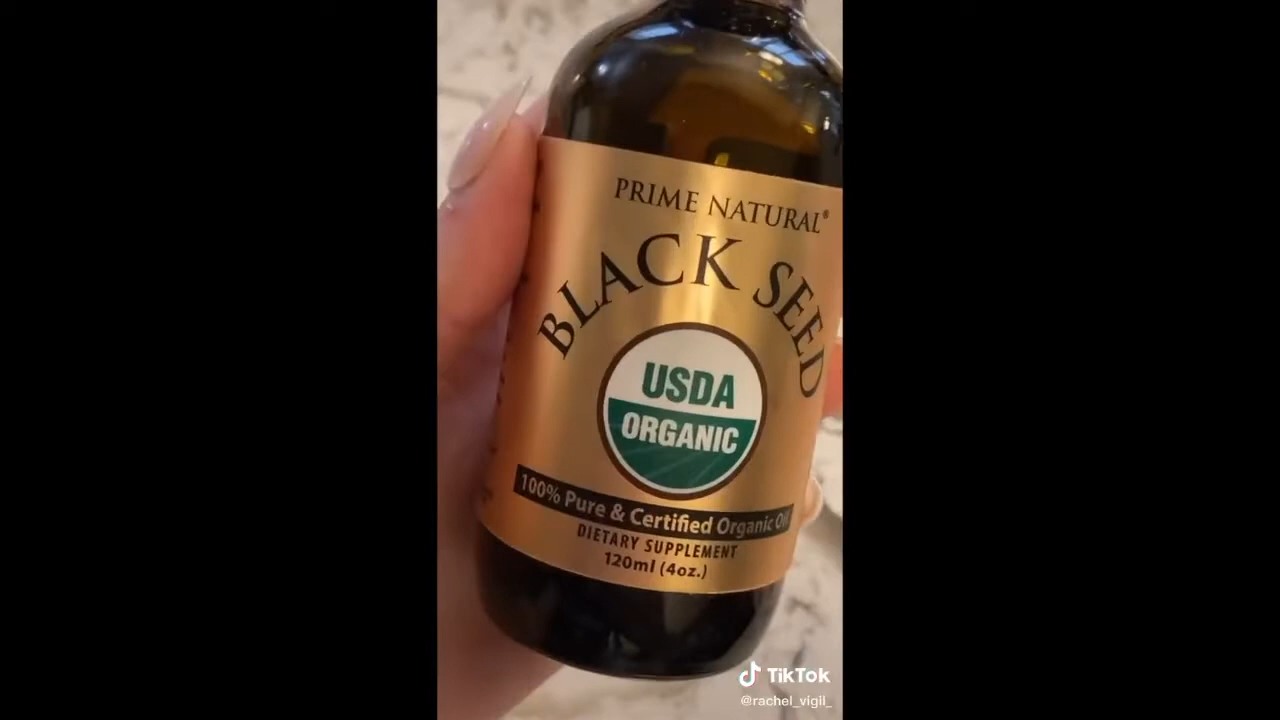 PRIME NATURAL®
BLACK SEED
USDA
ORGANIC
100% Pure & Certified Organic Oil
DIETARY SUPPLEMENT
120ml (4oz.)
TikTok
@rachel_vigil_